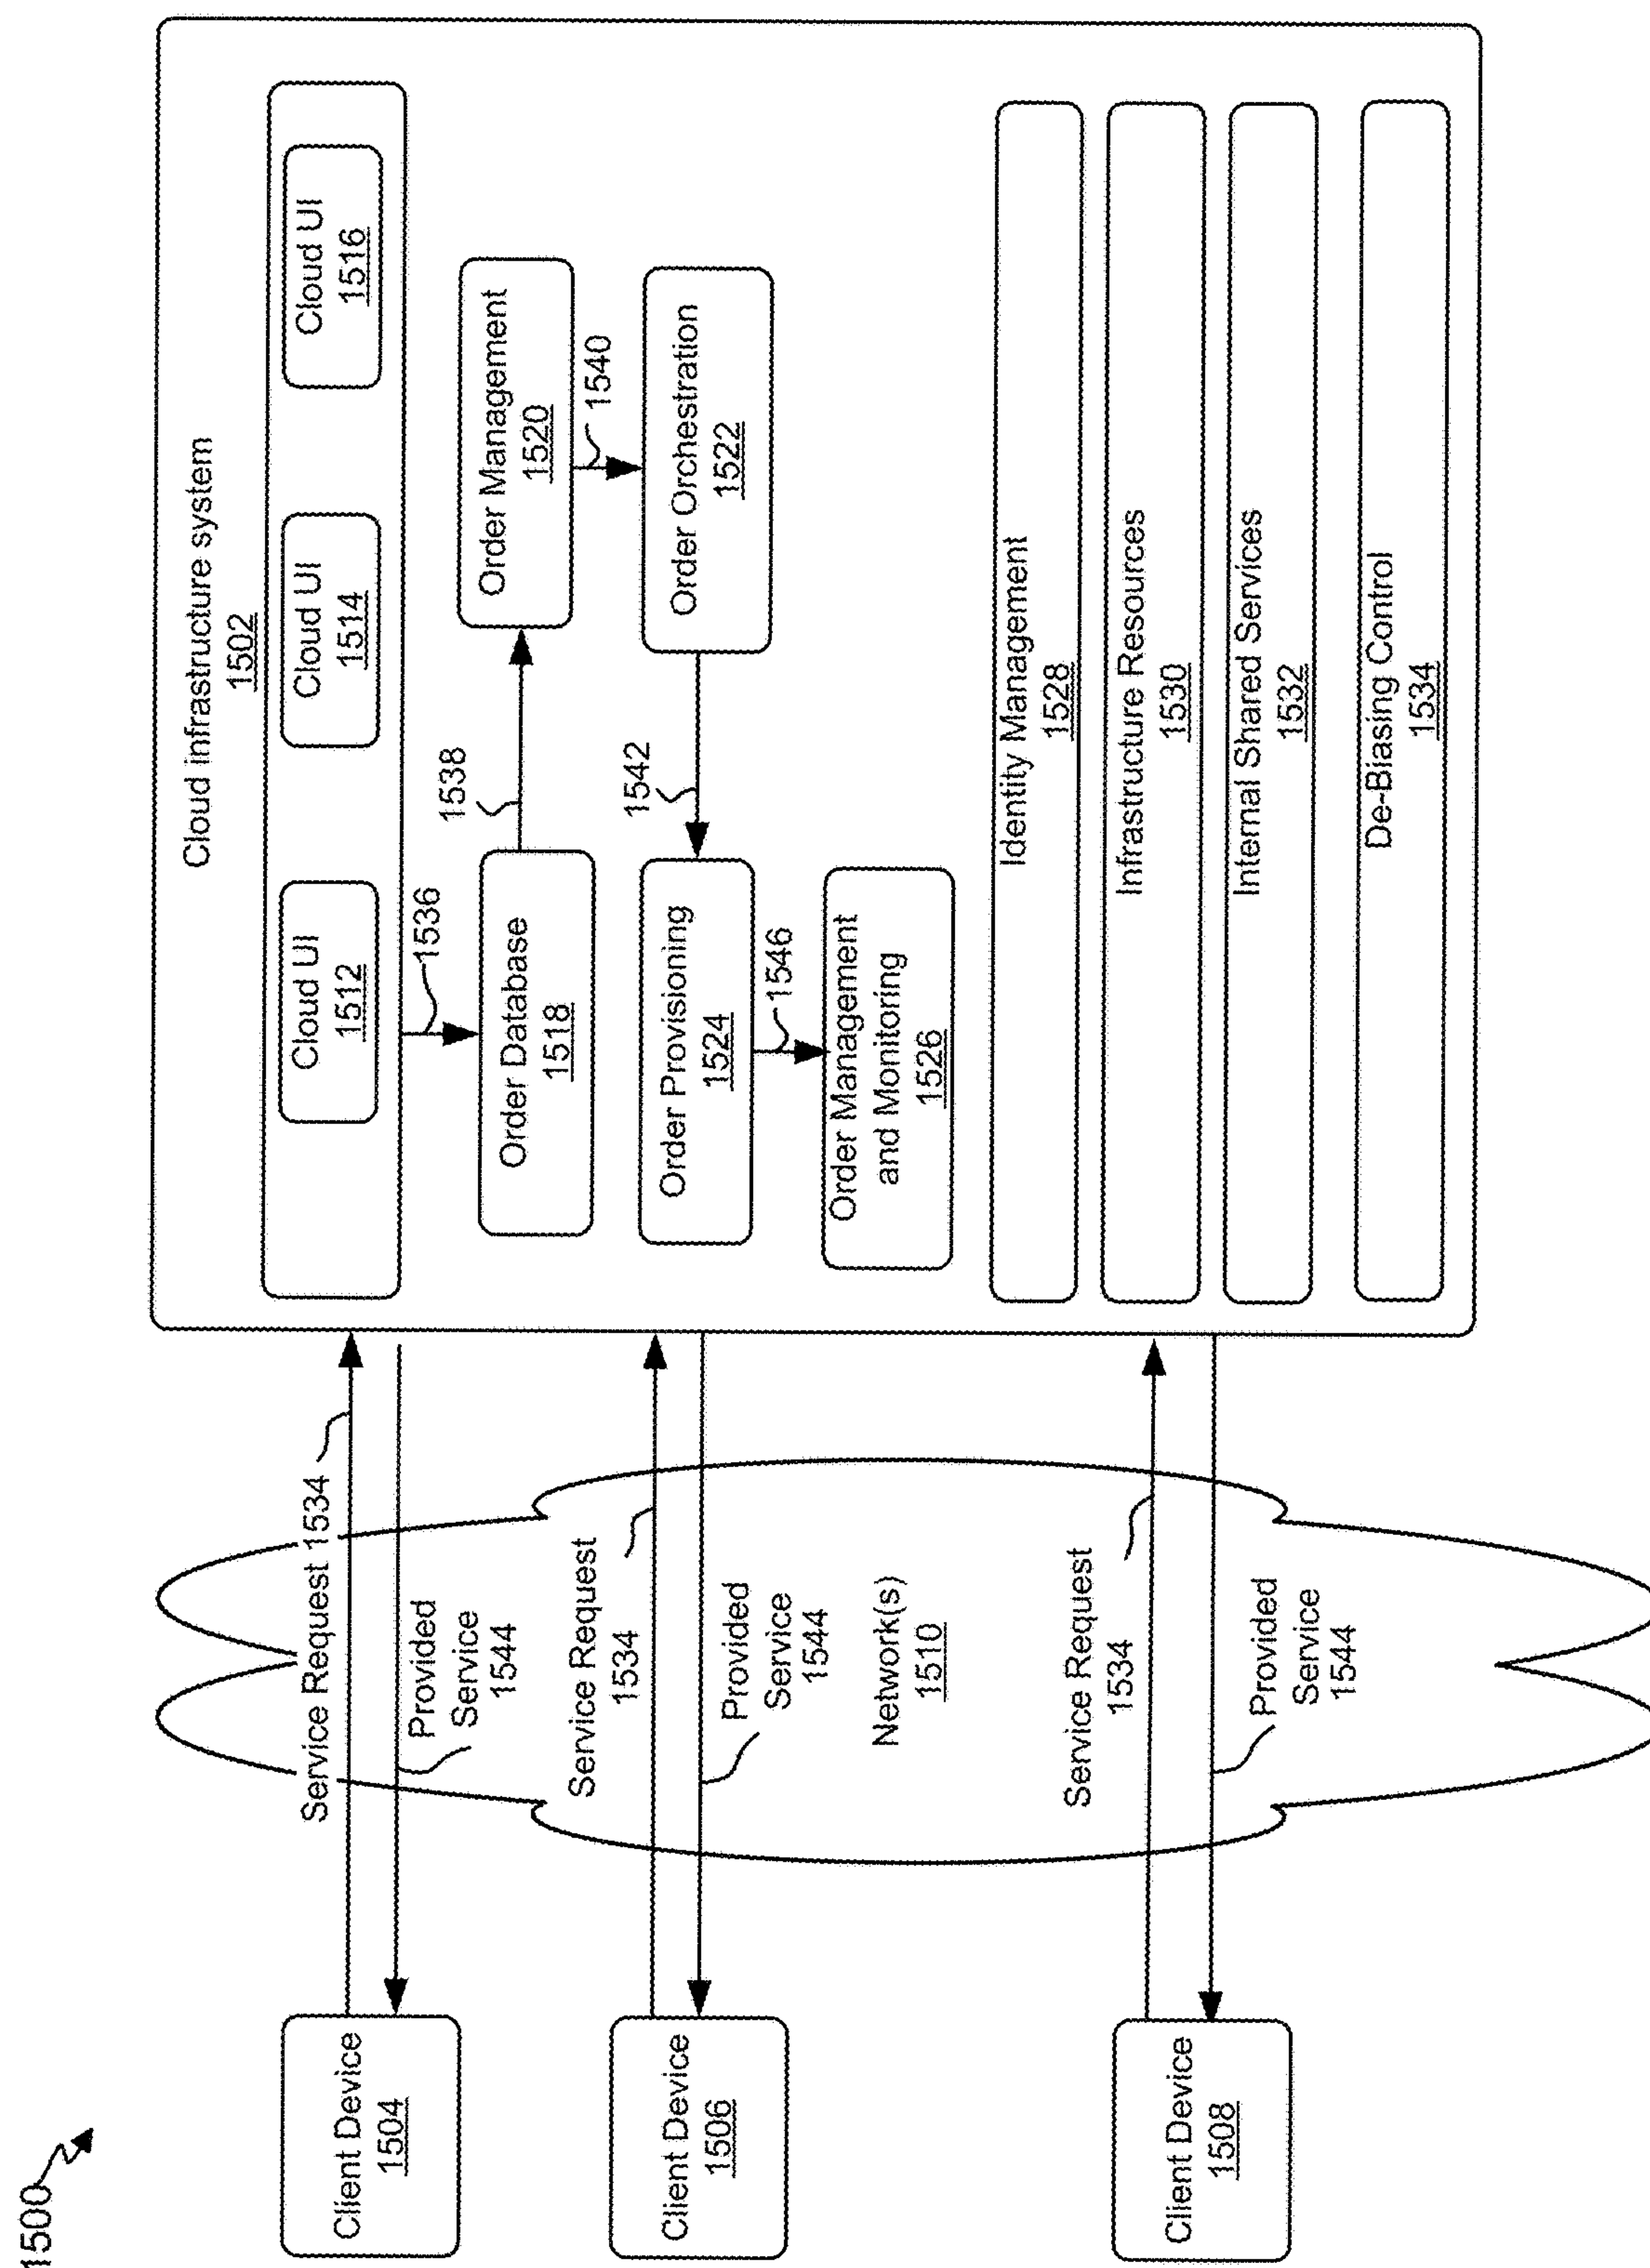 1500
Cloud infrastructure system
1502
Cloud UI
1512
Cloud UI
1514
Cloud UI
1516
1536
Order Database
1518
1538
Order Management
1520
1540
Order Orchestration
1522
1542
Order Provisioning
1524
1546
Order Management
and Monitoring
1526
Identity Management
1528
Infrastructure Resources
1530
Internal Shared Services
1532
De-Biasing Control
1534
Client Device
1504
Service Request 1534
Provided
Service
1544
Client Device
1506
Service Request
1534
Provided
Service
1544
Network(s)
1510
Client Device
1508
Service Request
1534
Provided
Service
1544